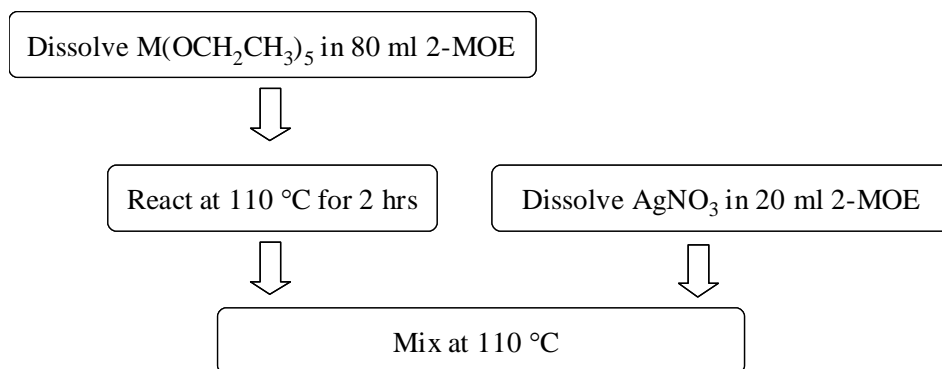 Dissolve M(OCH₂CH₃)₅ in 80 ml 2-MOE
React at 110 °C for 2 hrs
Dissolve AgNO₃ in 20 ml 2-MOE
Mix at 110 °C